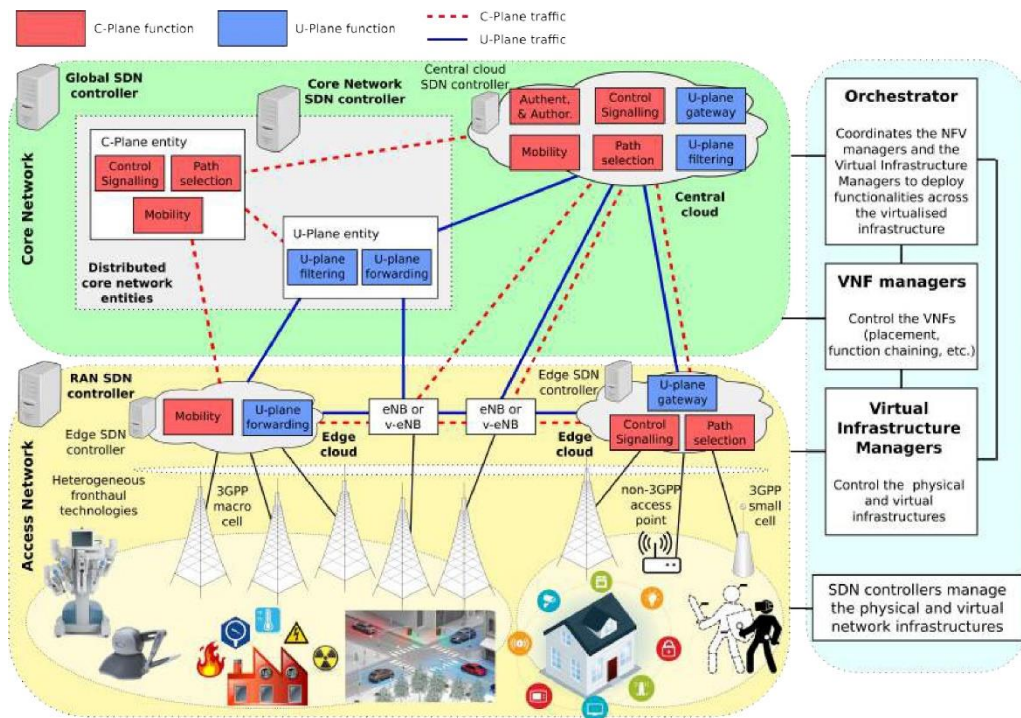 C-Plane function
U-Plane function
C-Plane traffic
U-Plane traffic
Global SDN
controller
Core Network
SDN controller
Central cloud
SDN controller
Authent,
& Author.
Control
Signalling
U-plane
gateway
Mobility
Path
selection
U-plane
filtering
Central
cloud
C-Plane entity
Control
Signalling
Path
selection
Mobility
U-Plane entity
U-plane
filtering
U-plane
forwarding
Distributed
core network
entities
Core Network
RAN SDN
controller
Edge SDN
controller
Mobility
U-plane
forwarding
Edge
cloud
eNB or
v-eNB
eNB or
v-eNB
Edge SDN
controller
U-plane
gateway
Control
Signalling
Path
selection
Edge
cloud
Access Network
Heterogeneous
fronthaul
technologies
3GPP
macro
cell
non-3GPP
access
point
3GPP
small
cell
Orchestrator
Coordinates the NFV
managers and the
Virtual Infrastructure
Managers to deploy
functionalities across
the virtualised
infrastructure
VNF managers
Control the VNFs
(placement,
function chaining, etc.)
Virtual
Infrastructure
Managers
Control the physical
and virtual
infrastructures
SDN controllers manage
the physical and virtual
network infrastructures